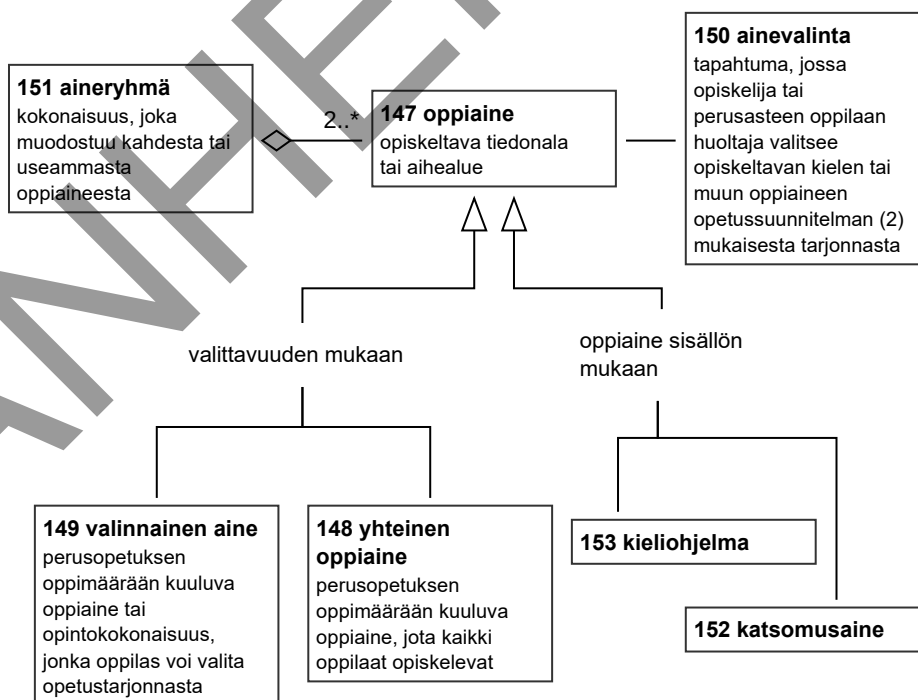 151 aineryhmä
kokonaisuus, joka
muodostuu kahdesta tai
useammasta
oppiaineesta
2..*
147 oppiaine
opiskeltava tiedonala
tai aihealue
150 ainevalinta
tapahtuma, jossa
opiskelija tai
perusasteen oppilaan
huoltaja valitsee
opiskeltavan kielen tai
muun oppiaineen
opetussuunnitelman (2)
mukaisesta tarjonnasta
valittavuuden mukaan
oppiaine sisällön
mukaan
149 valinnainen aine
perusopetuksen
oppimäärään kuuluva
oppiaine tai
opintokokonaisuus,
jonka oppilas voi valita
opetustarjonnasta
148 yhteinen
oppiaine
perusopetuksen
oppimäärään kuuluva
oppiaine, jota kaikki
oppilaat opiskelevat
153 kieliohjelma
152 katsomusaine